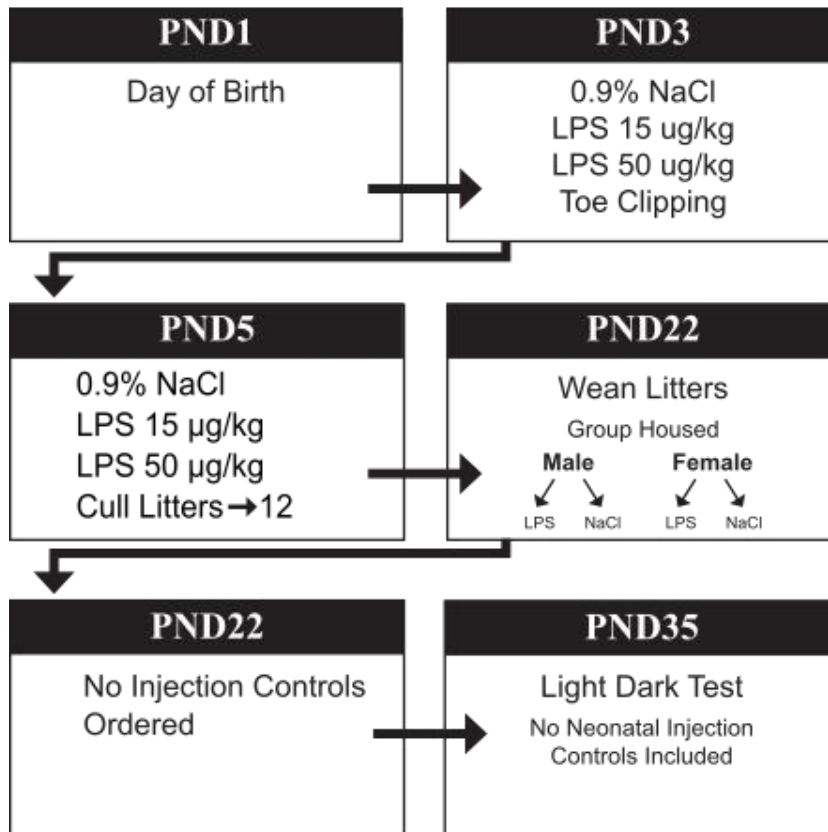 PND1
Day of Birth
PND3
0.9% NaCl
LPS 15 ug/kg
LPS 50 ug/kg
Toe Clipping
PND5
0.9% NaCl
LPS 15 µg/kg
LPS 50 µg/kg
Cull Litters→12
PND22
Wean Litters
Group Housed
Male Female
LPS NaCl LPS NaCl
PND22
No Injection Controls
Ordered
PND35
Light Dark Test
No Neonatal Injection
Controls Included